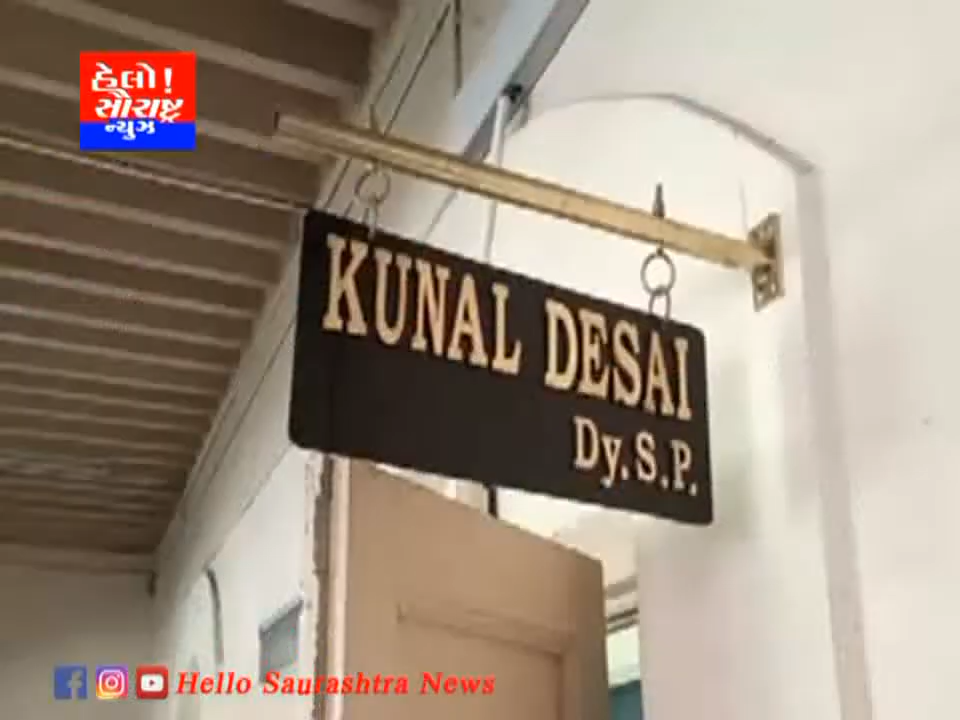 હેલો!
સૌરાષ્ટ્ર
ન્યુઝ
KUNAL DESAI
Dy. S. P.
Hello Saurashtra News